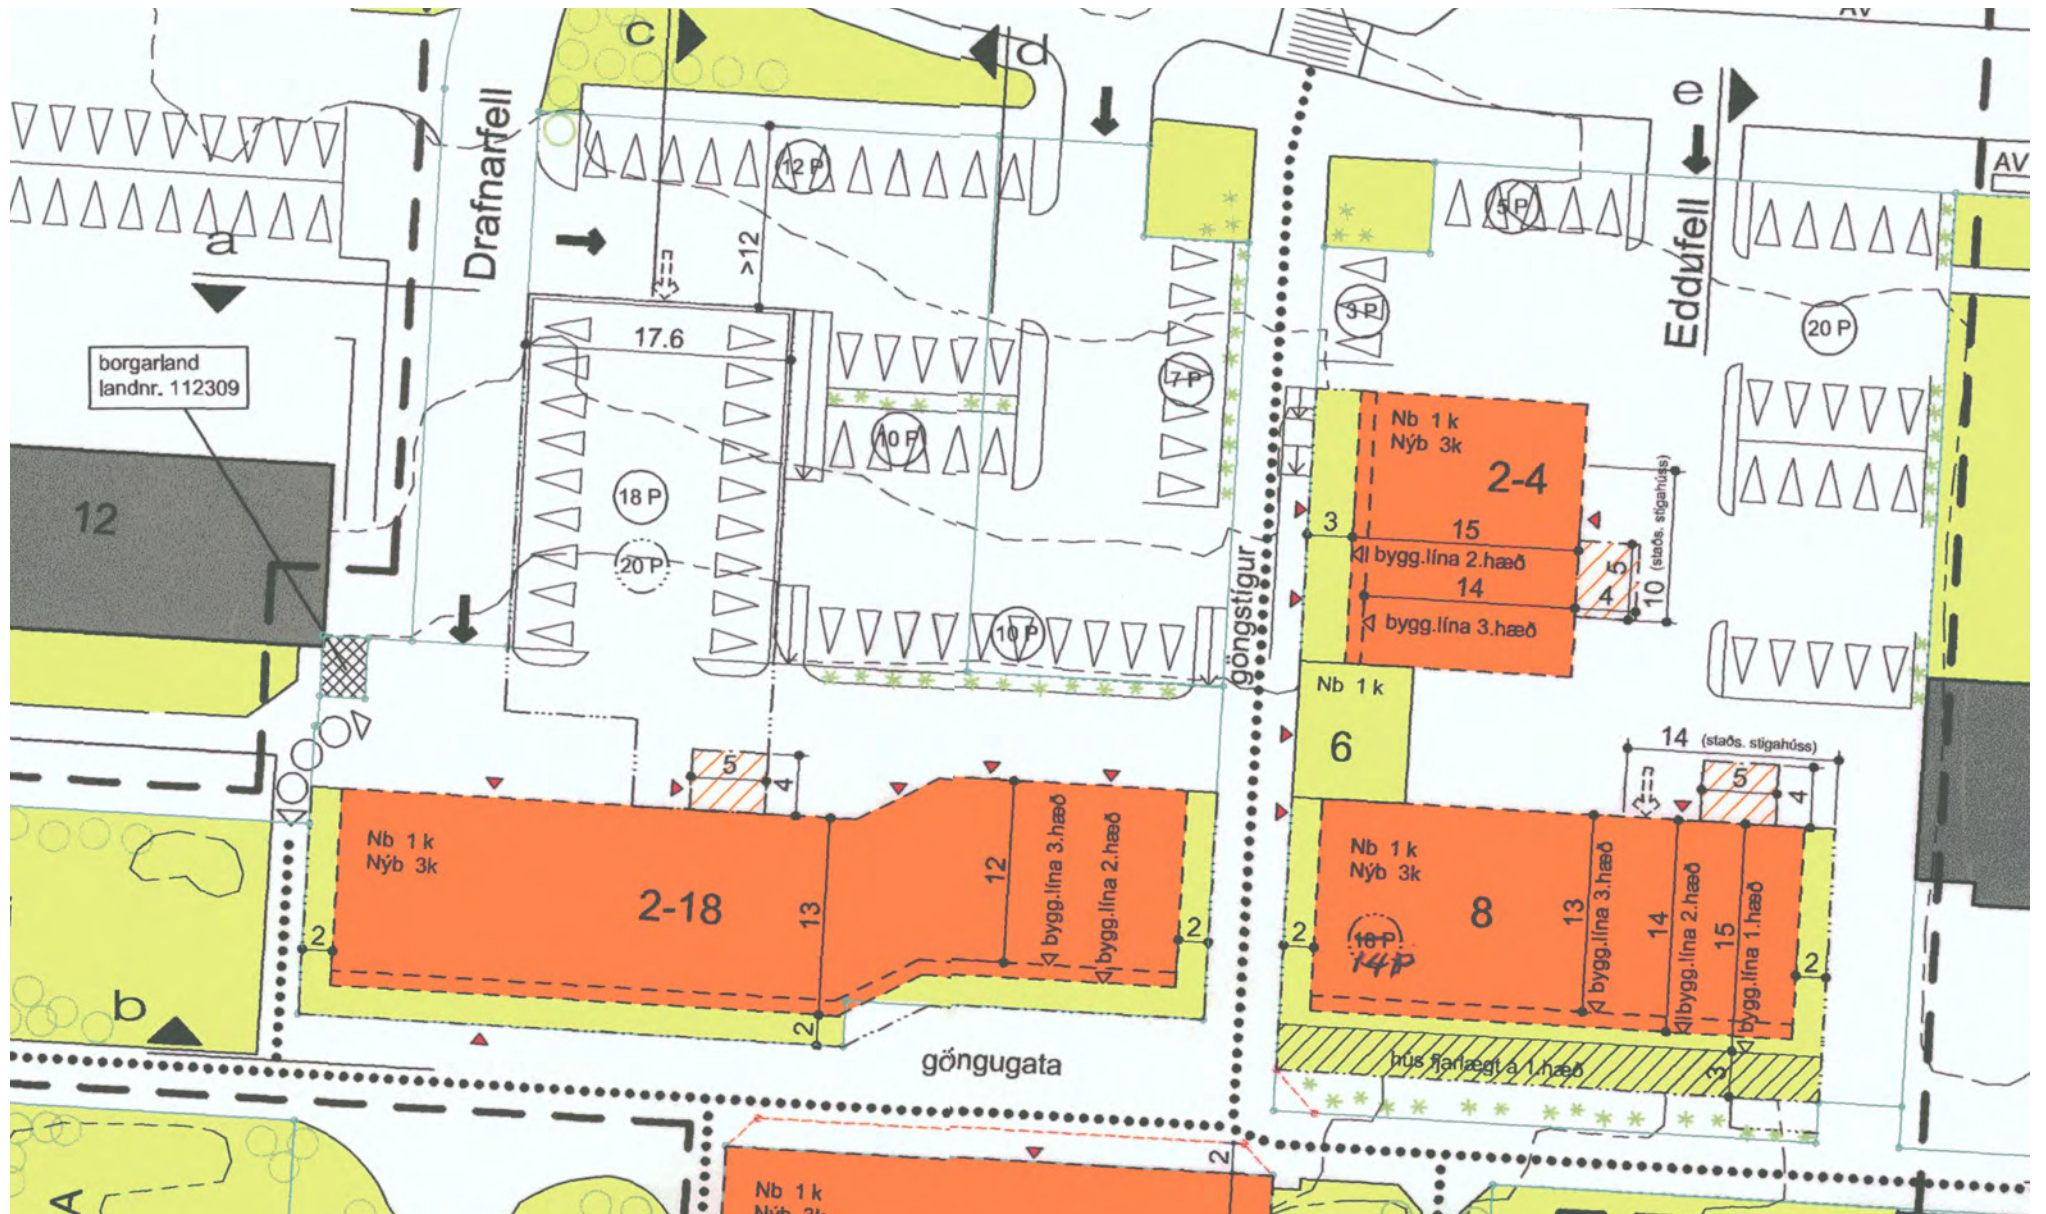 AV
c
d
Drafnarfell
a
12 P
>12
5 P
e
AV
Eddufell
20 P
borgarland
landnr. 112309
17.6
3 P
7 P
10 P
Nb 1 k
Nýb 3k
2-4
12
18 P
20 P
3
15
bygg.lína 2.hæð
14
bygg.lína 3.hæð
5
4
10 (staðs. stigahúss)
10 P
göngstígur
Nb 1 k
6
14 (staðs. stigahúss)
5
4
5
4
Nb 1 k
Nýb 3k
2-18
13
12
bygg.lína 3.hæð
bygg.lína 2.hæð
2
2
2
Nb 1 k
Nýb 3k
8
18 P
14P
13
bygg.lína 3.hæð
14
bygg.lína 2.hæð
15
bygg.lína 1.hæð
2
2
b
göngugata
hús fjarlægt á 1.hæð
3
2
A
Nb 1 k
Nýb 3k